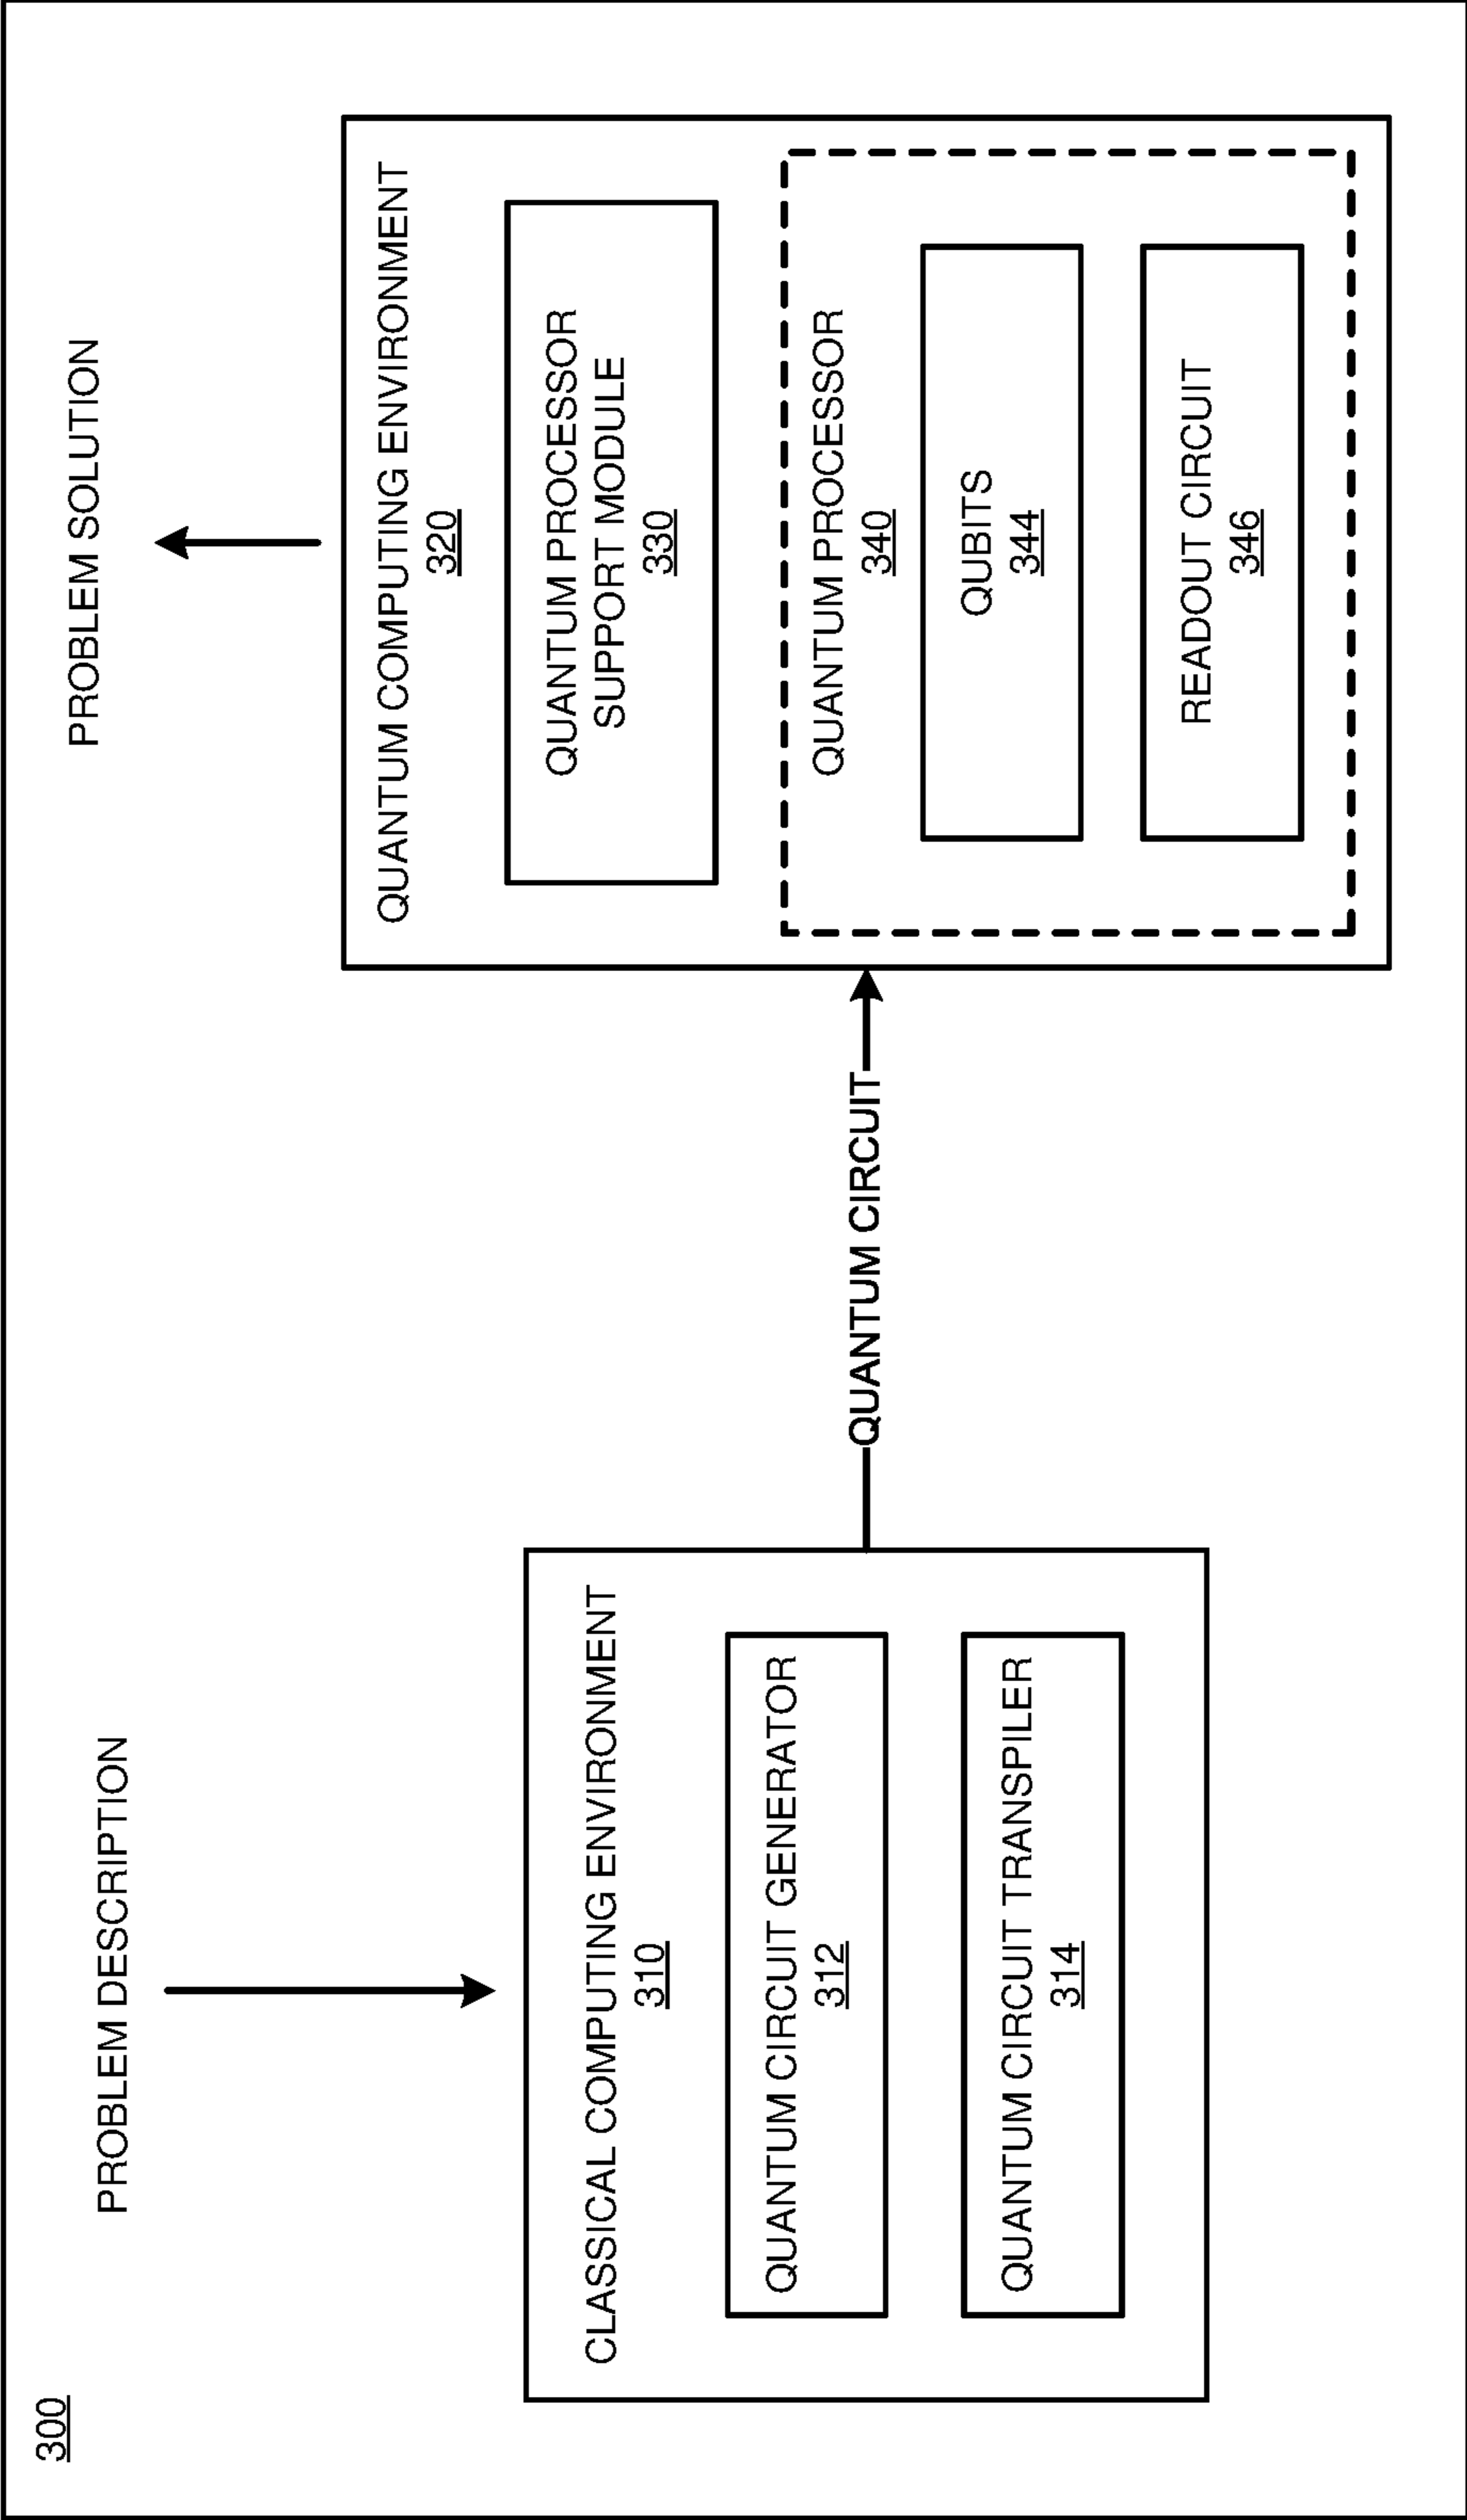 300
PROBLEM DESCRIPTION
CLASSICAL COMPUTING ENVIRONMENT
310
QUANTUM CIRCUIT GENERATOR
312
QUANTUM CIRCUIT TRANSPILER
314
QUANTUM CIRCUIT
PROBLEM SOLUTION
QUANTUM COMPUTING ENVIRONMENT
320
QUANTUM PROCESSOR
SUPPORT MODULE
330
QUANTUM PROCESSOR
340
QUBITS
344
READOUT CIRCUIT
346